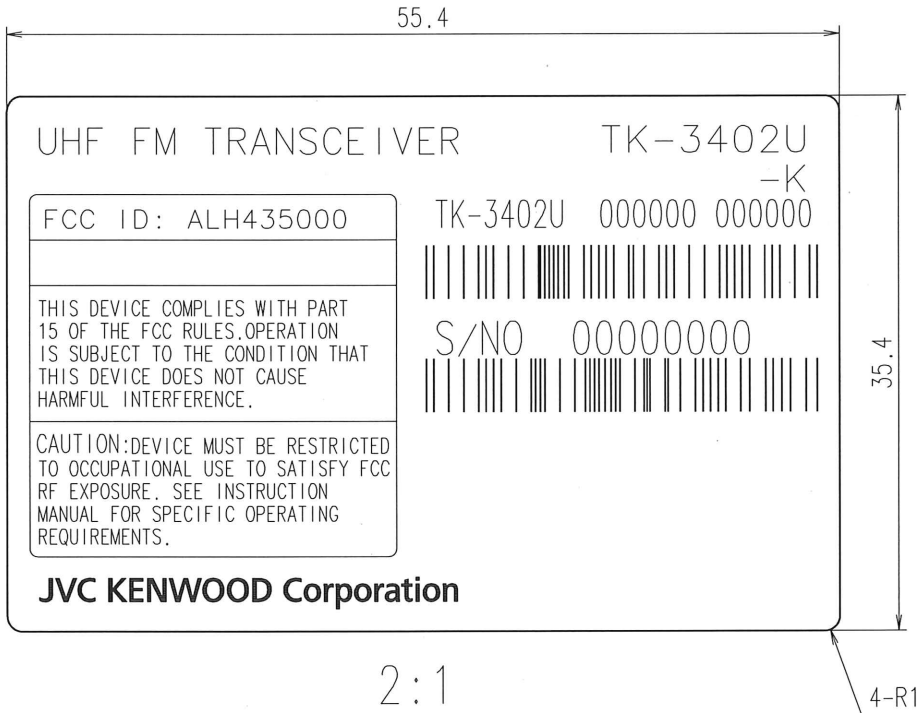 55.4
UHF FM TRANSCEIVER
TK-3402U
-K
FCC ID: ALH435000
TK-3402U 000000 000000
THIS DEVICE COMPLIES WITH PART
15 OF THE FCC RULES.OPERATION
IS SUBJECT TO THE CONDITION THAT
THIS DEVICE DOES NOT CAUSE
HARMFUL INTERFERENCE.
S/NO 00000000
35.4
CAUTION:DEVICE MUST BE RESTRICTED
TO OCCUPATIONAL USE TO SATISFY FCC
RF EXPOSURE. SEE INSTRUCTION
MANUAL FOR SPECIFIC OPERATING
REQUIREMENTS.
JVC KENWOOD Corporation
2:1
4-R1